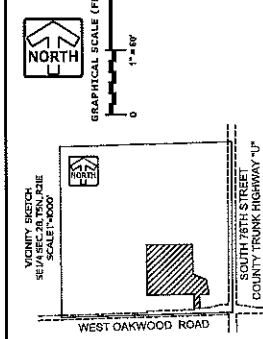 NORTH
GRAPHICAL SCALE (F
0 1" = 60'
VICINITY SKETCH
SE 1/4 SEC. 28, T5N, R21E
SCALE 1"=1000'
NORTH
WEST OAKWOOD ROAD
SOUTH 76TH STREET
COUNTY TRUNK HIGHWAY "U"